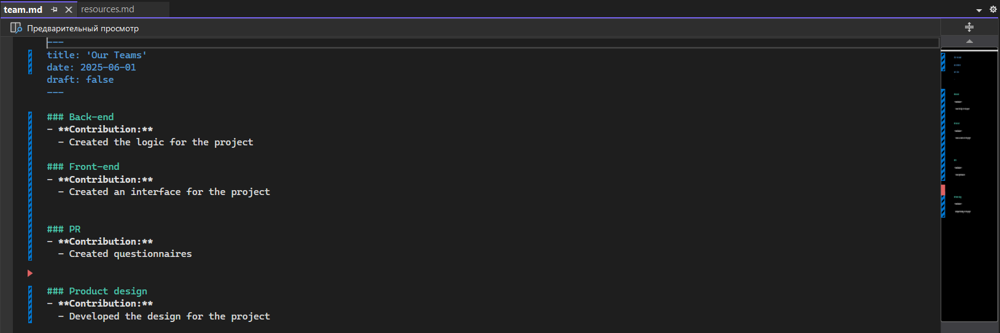 team.md
resources.md
Предварительный просмотр
---
title: 'Our Teams'
date: 2025-06-01
draft: false
---
### Back-end
- **Contribution:**
- Created the logic for the project
### Front-end
- **Contribution:**
- Created an interface for the project
### PR
- **Contribution:**
- Created questionnaires
### Product design
- **Contribution:**
- Developed the design for the project